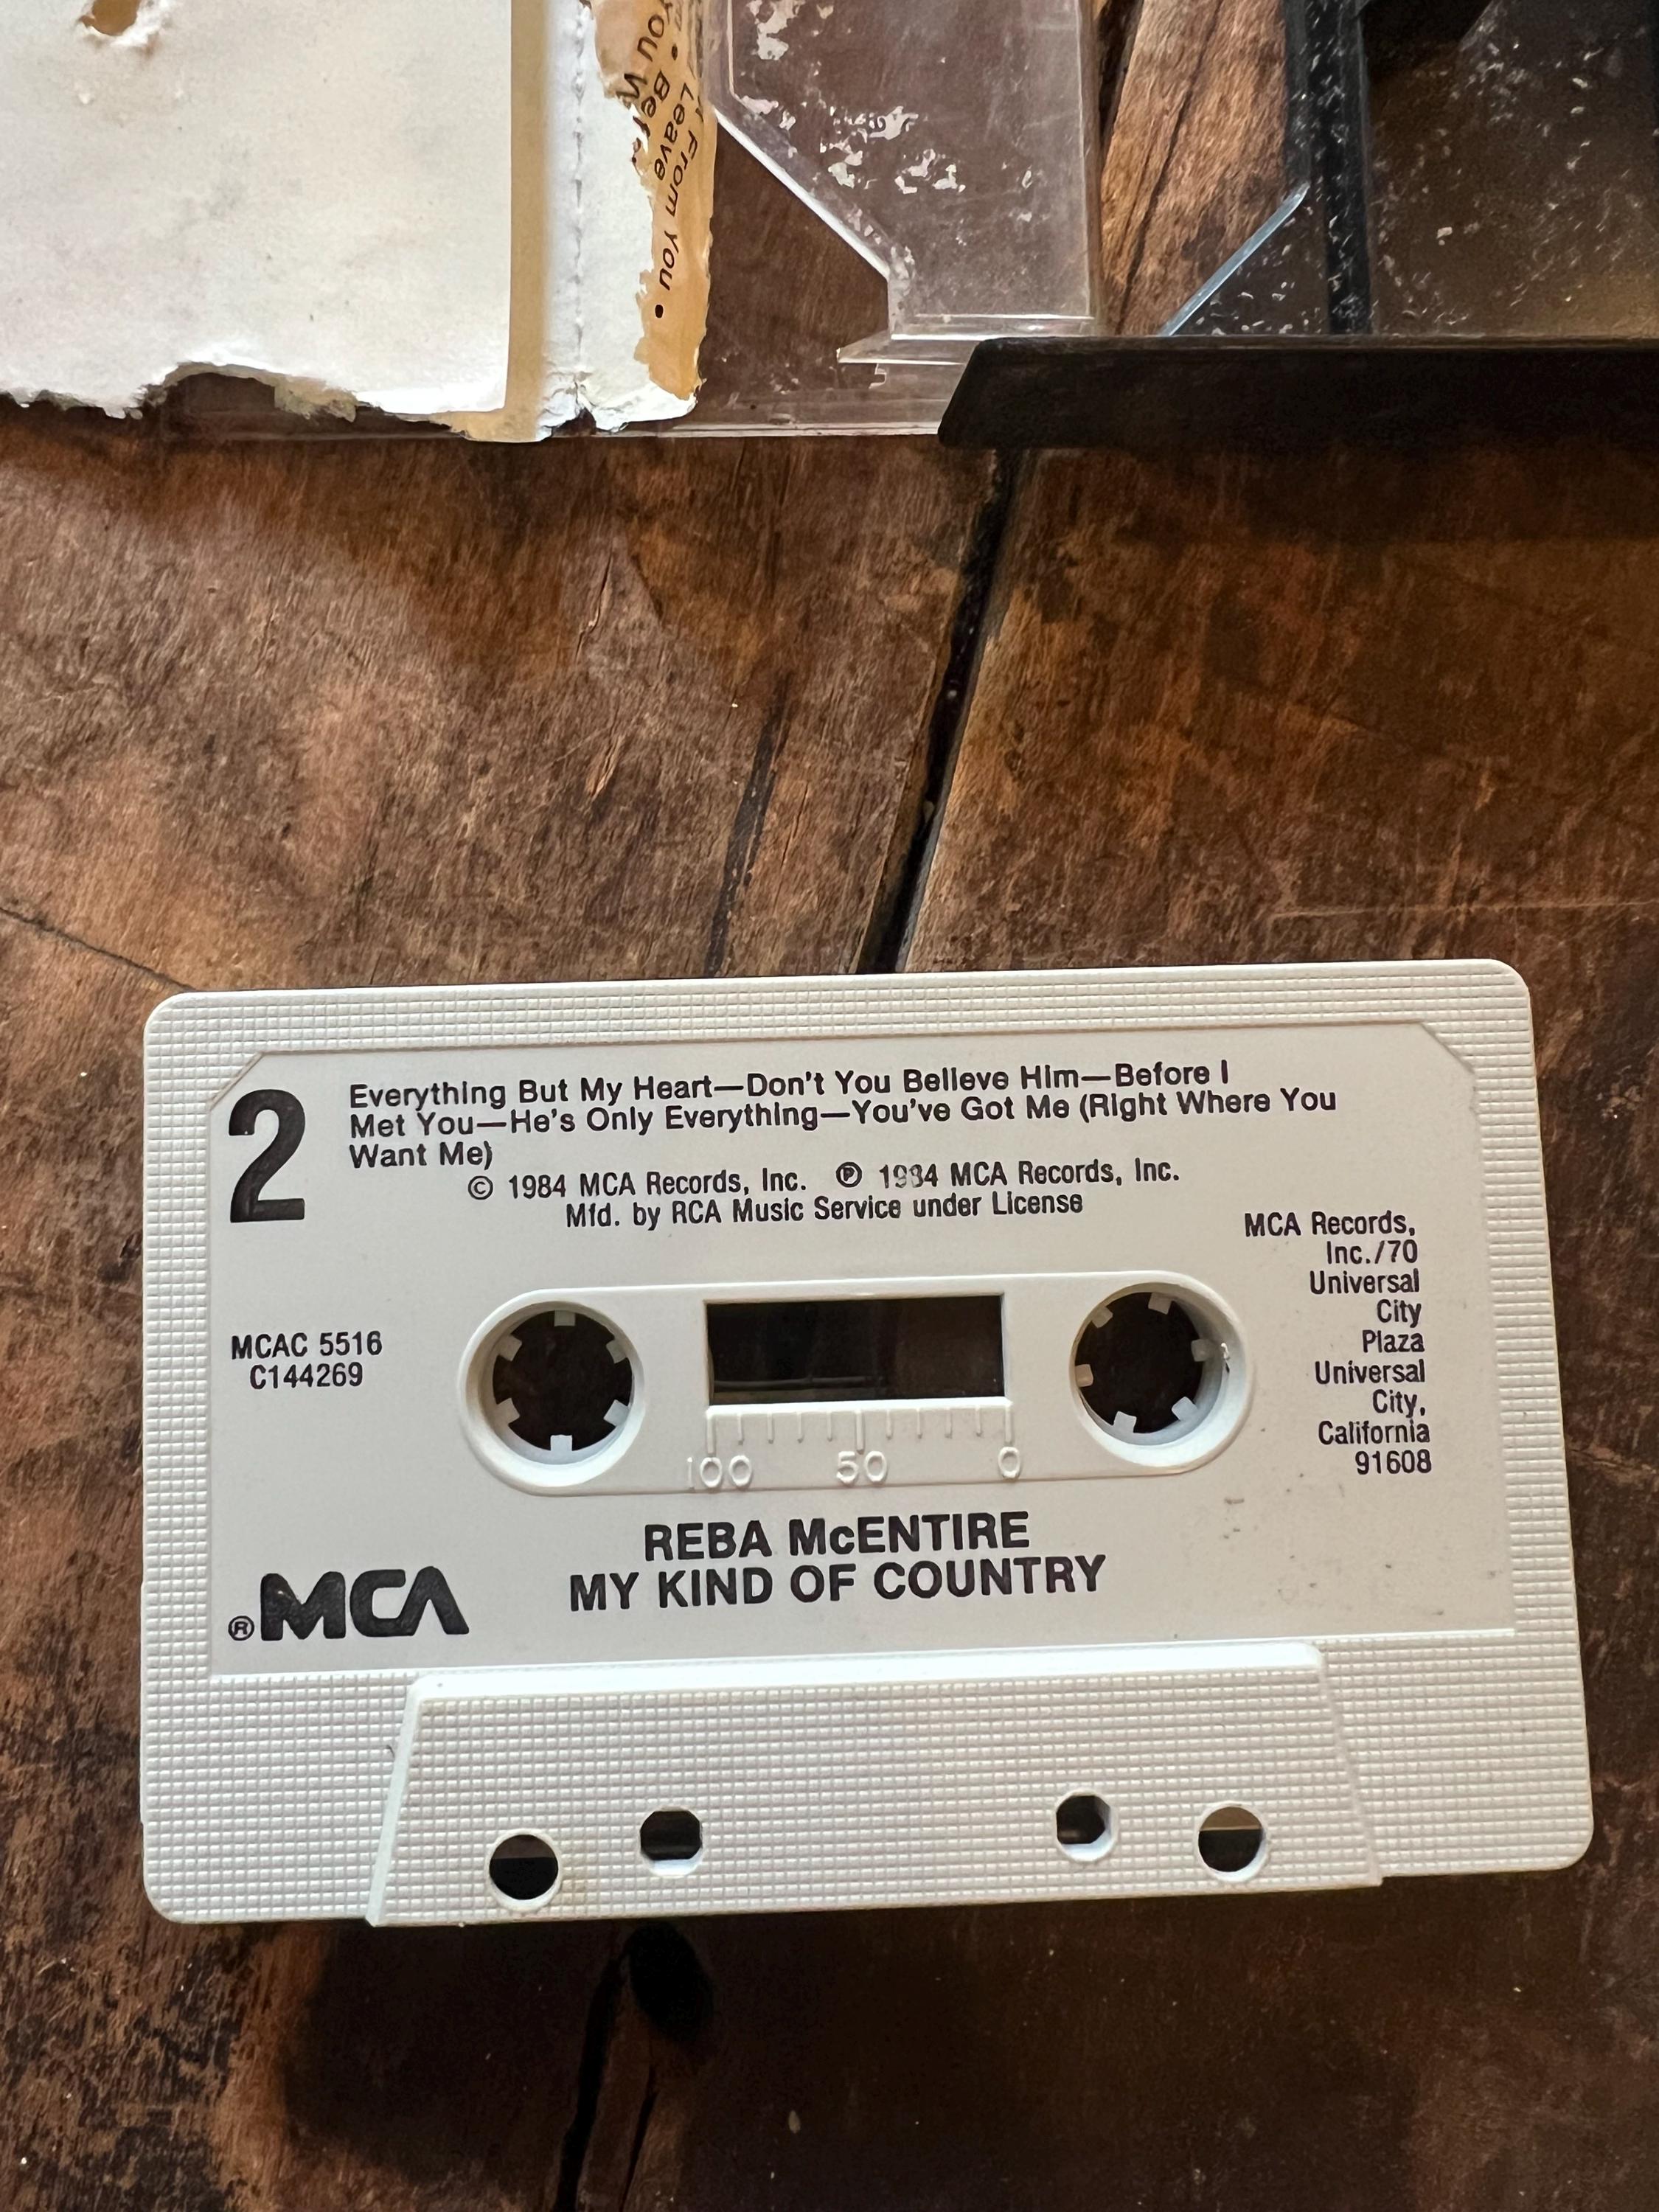 From You •
• Leave
You
2
Everything But My Heart—Don't You Believe Him—Before I
Met You—He's Only Everything—You've Got Me (Right Where You
Want Me)
© 1984 MCA Records, Inc. ℗ 1984 MCA Records, Inc.
Mfd. by RCA Music Service under License
MCA Records,
Inc./70
Universal
City
Plaza
Universal
City,
California
91608
MCAC 5516
C144269
100 50 0
REBA McENTIRE
MY KIND OF COUNTRY
®MCA